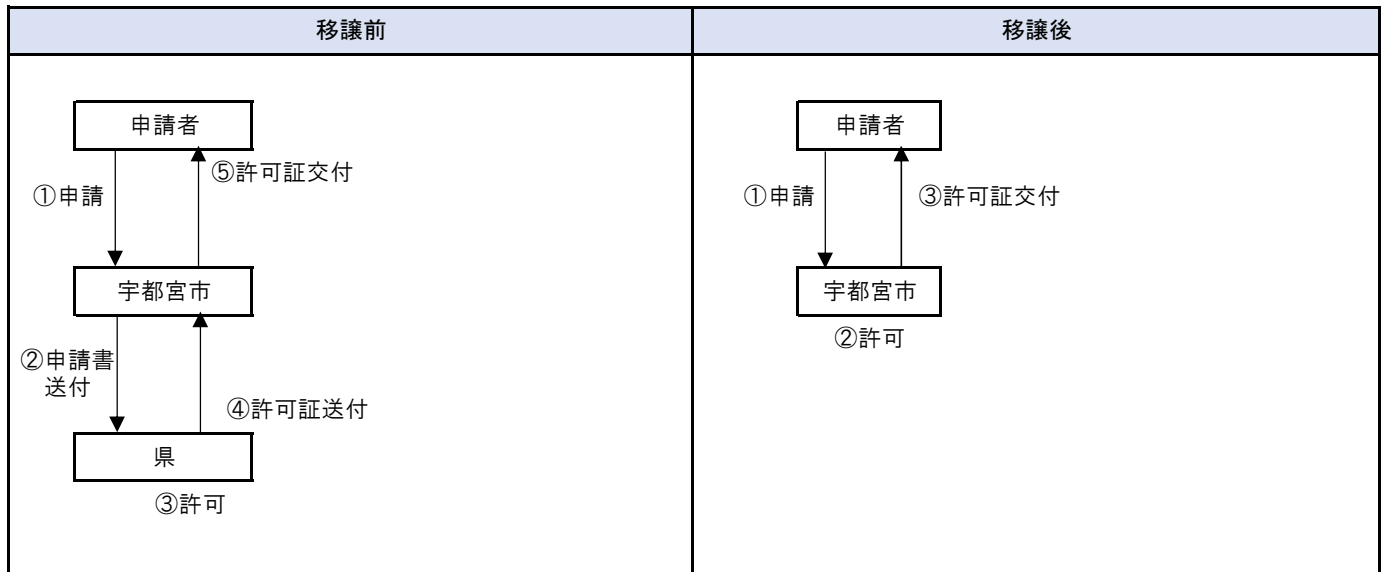 移譲前
申請者
①申請
⑤許可証交付
宇都宮市
②申請書
送付
④許可証送付
県
③許可
移譲後
申請者
①申請
③許可証交付
宇都宮市
②許可